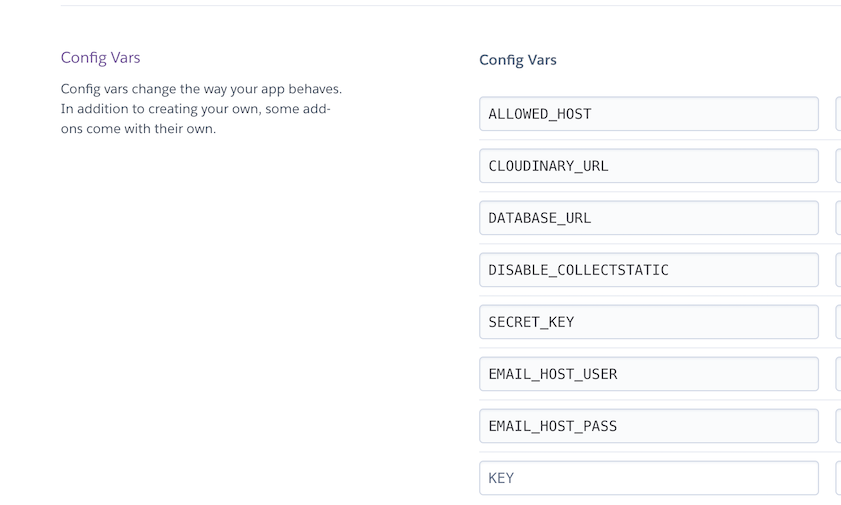 Config Vars
Config vars change the way your app behaves.
In addition to creating your own, some add-
ons come with their own.
Config Vars
ALLOWED_HOST
CLOUDINARY_URL
DATABASE_URL
DISABLE_COLLECTSTATIC
SECRET_KEY
EMAIL_HOST_USER
EMAIL_HOST_PASS
KEY